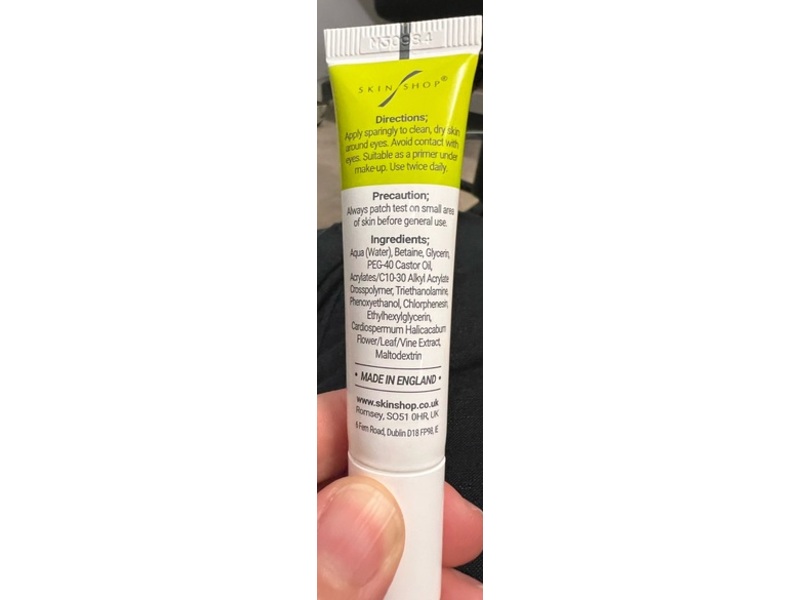 M30984
SKIN SHOP®
Directions;
Apply sparingly to clean, dry skin
around eyes. Avoid contact with
eyes. Suitable as a primer under
make-up. Use twice daily.
Precaution;
Always patch test on small area
of skin before general use.
Ingredients;
Aqua (Water), Betaine, Glycerin,
PEG-40 Castor Oil,
Acrylates/C10-30 Alkyl Acrylate
Crosspolymer, Triethanolamine,
Phenoxyethanol, Chlorphenesin,
Ethylhexylglycerin,
Cardiospermum Halicacabum
Flower/Leaf/Vine Extract,
Maltodextrin
• MADE IN ENGLAND •
www.skinshop.co.uk
Romsey, SO51 0HR, UK
6 Fern Road, Dublin D18 FP98, IE